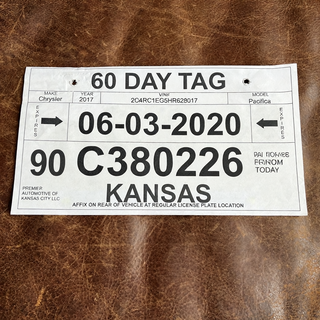 60 DAY TAG
MAKE YEAR VIN# MODEL
Chrysler 2017 2C4RC1EG5HR628017 Pacifica
EXPIRES 06-03-2020 EXPIRES
90 C380226
TODAY
KANSAS
PREMIER
AUTOMOTIVE OF
KANSAS CITY LLC
AFFIX ON REAR OF VEHICLE AT REGULAR LICENSE PLATE LOCATION